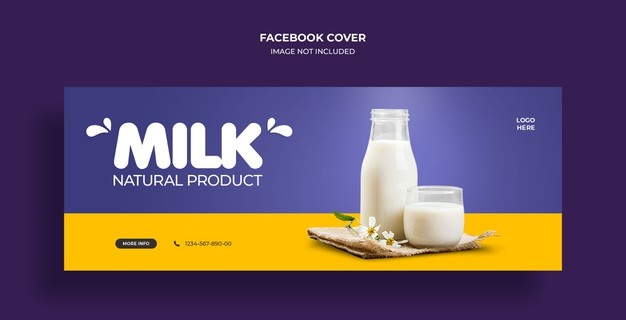 FACEBOOK COVER
IMAGE NOT INCLUDED
LOGO
HERE
MILK
NATURAL PRODUCT
MORE INFO
1234-567-890-00